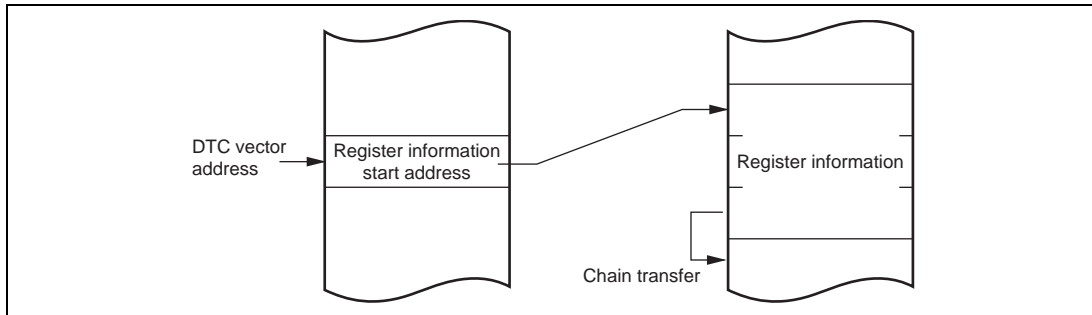 DTC vector
address
Register information
start address
Register information
Chain transfer